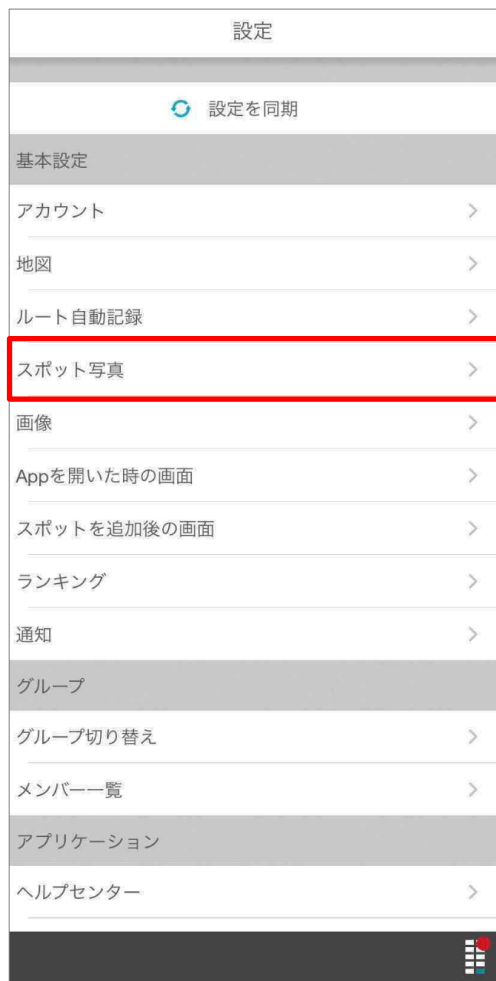 設定
設定を同期
基本設定
アカウント
地図
ルート自動記録
スポット写真
画像
Appを開いた時の画面
スポットを追加後の画面
ランキング
通知
グループ
グループ切り替え
メンバー一覧
アプリケーション
ヘルプセンター